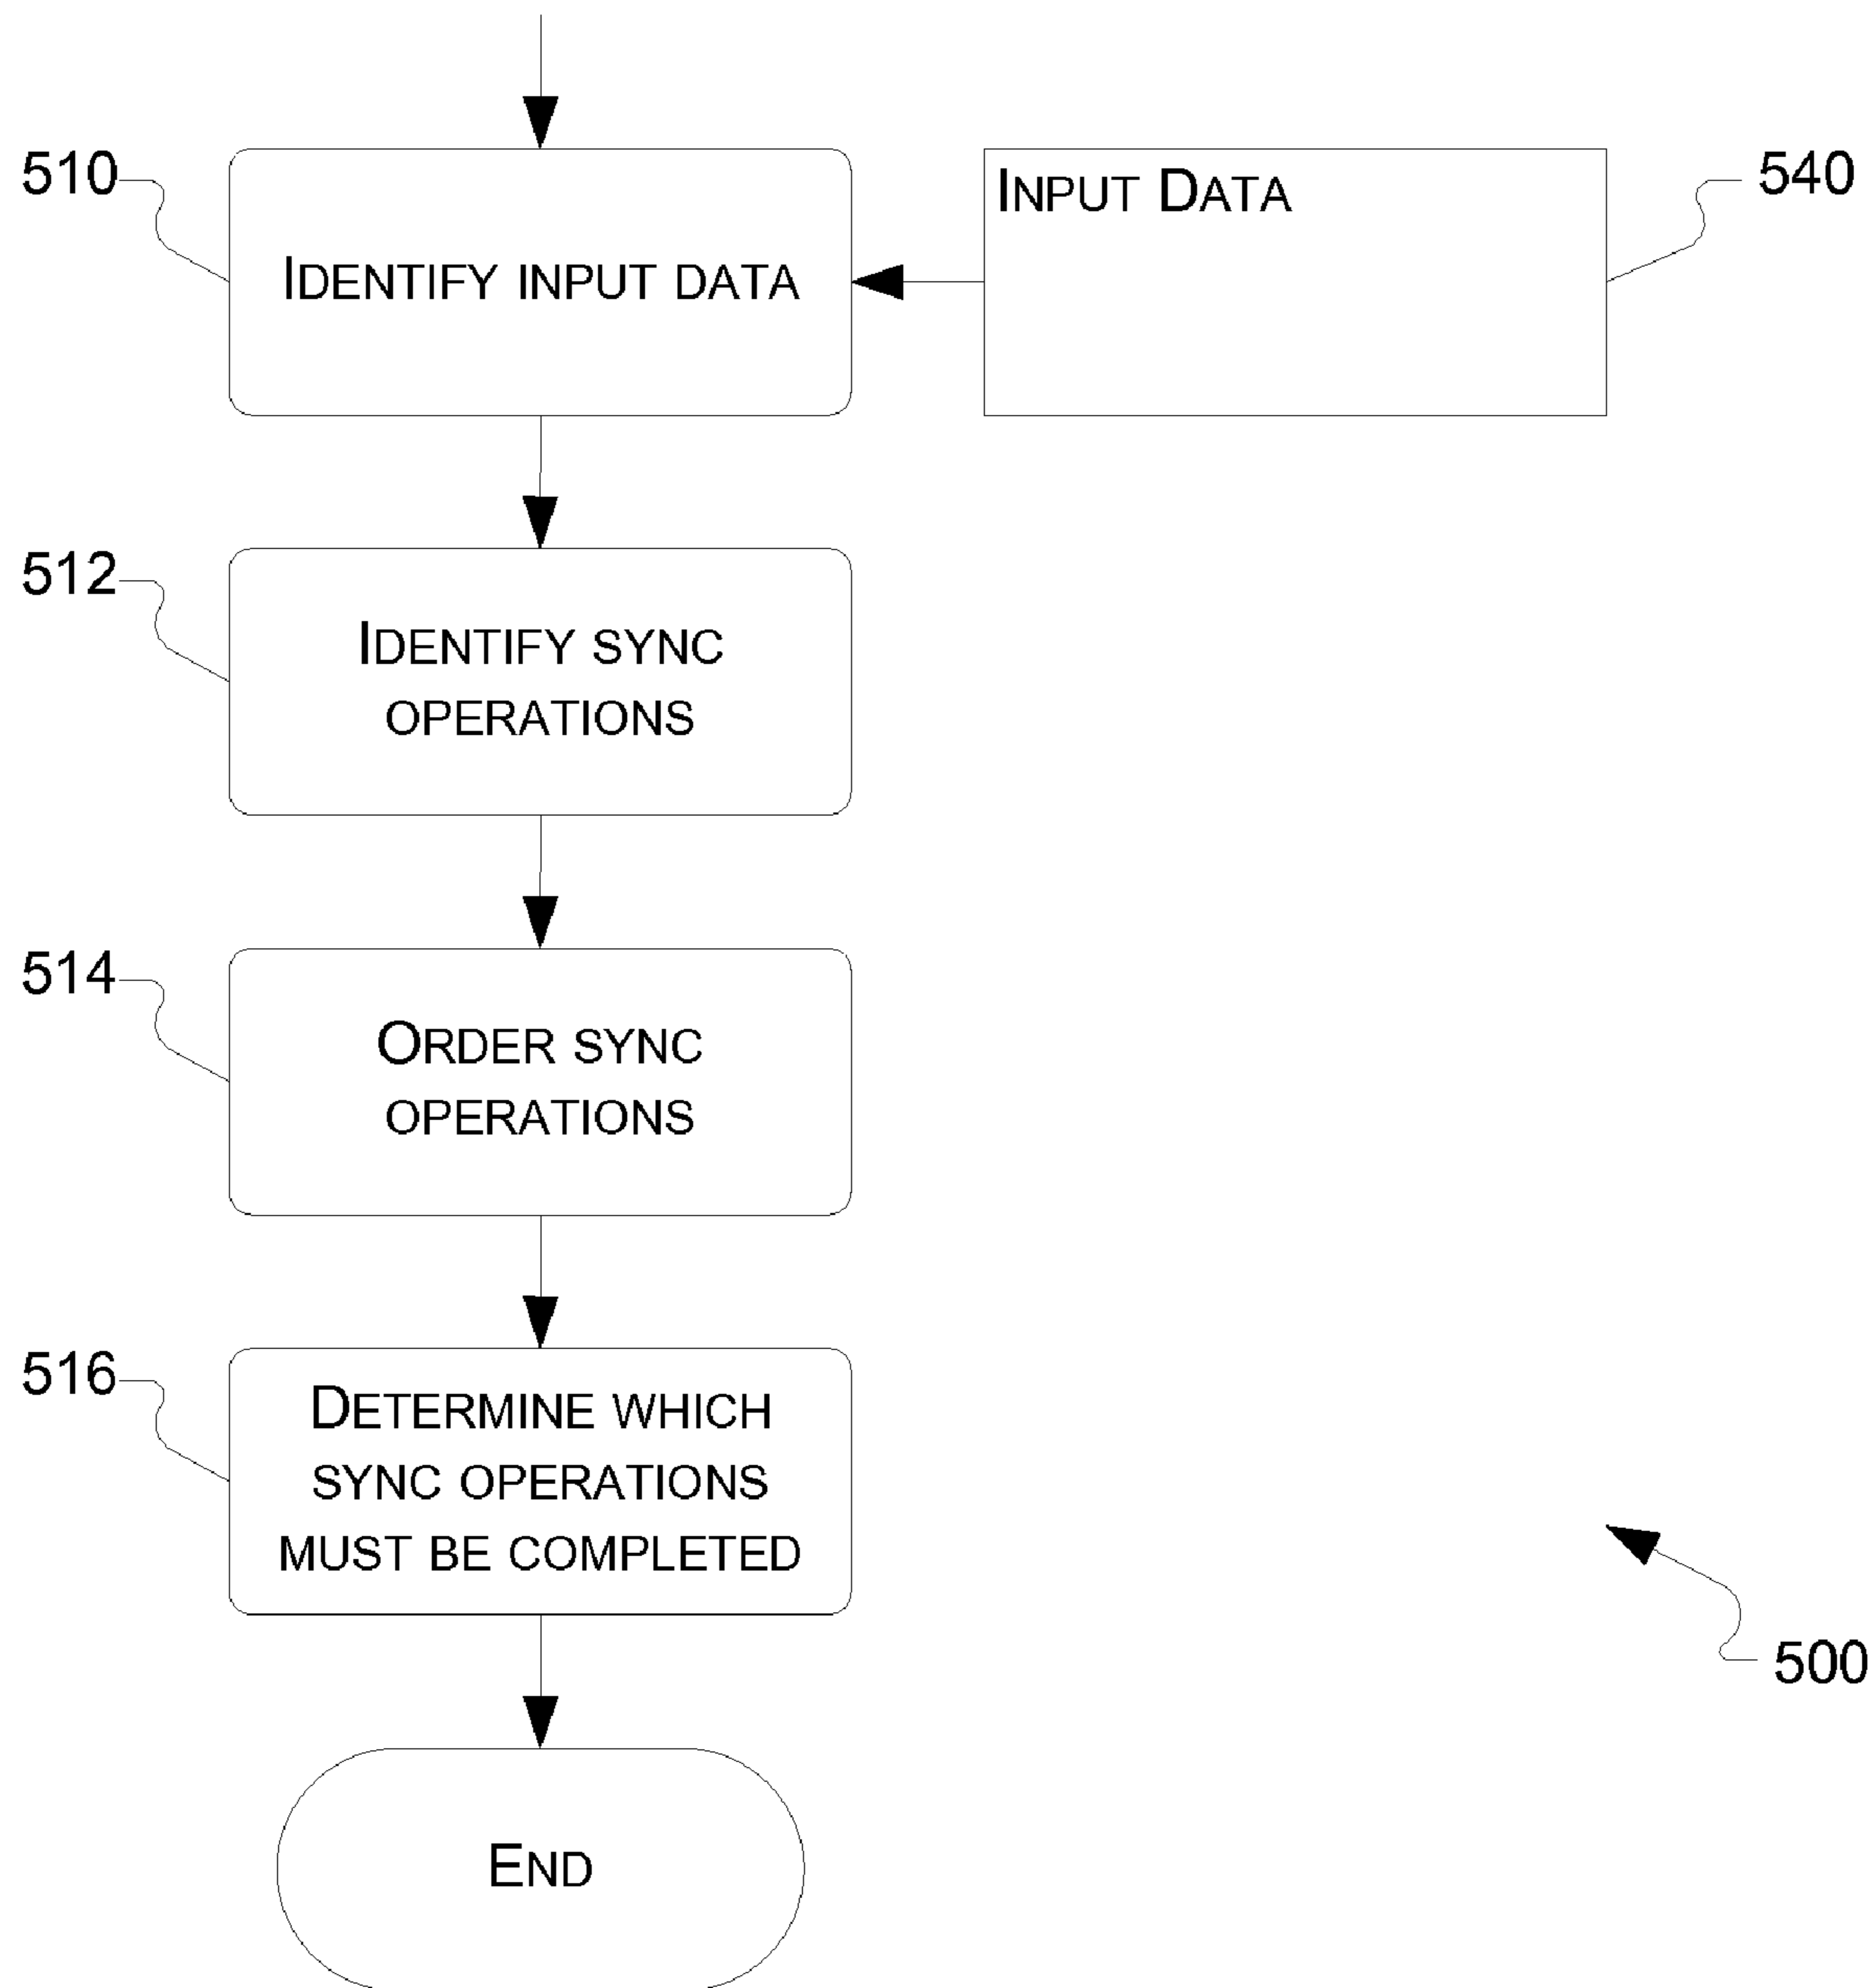 510
IDENTIFY INPUT DATA
INPUT DATA
540
512
IDENTIFY SYNC
OPERATIONS
514
ORDER SYNC
OPERATIONS
516
DETERMINE WHICH
SYNC OPERATIONS
MUST BE COMPLETED
500
END